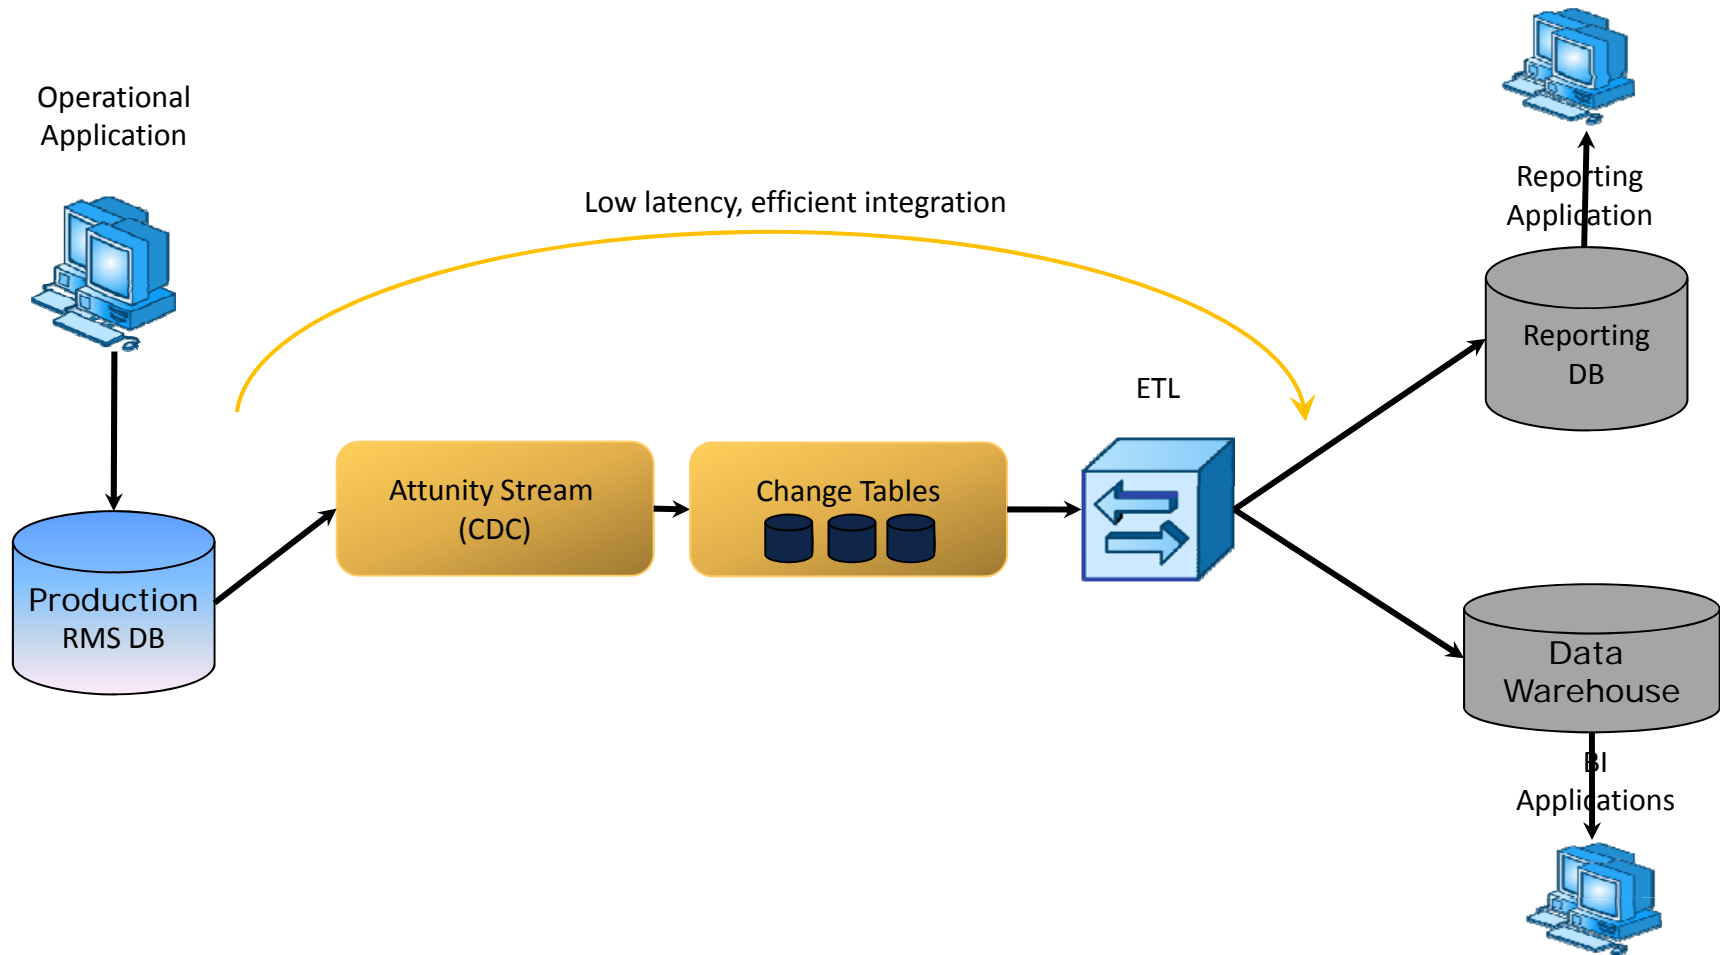 Operational
Application
Low latency, efficient integration
Reporting
Application
Reporting
DB
ETL
Attunity Stream
(CDC)
Change Tables
Production
RMS DB
Data
Warehouse
BI
Applications